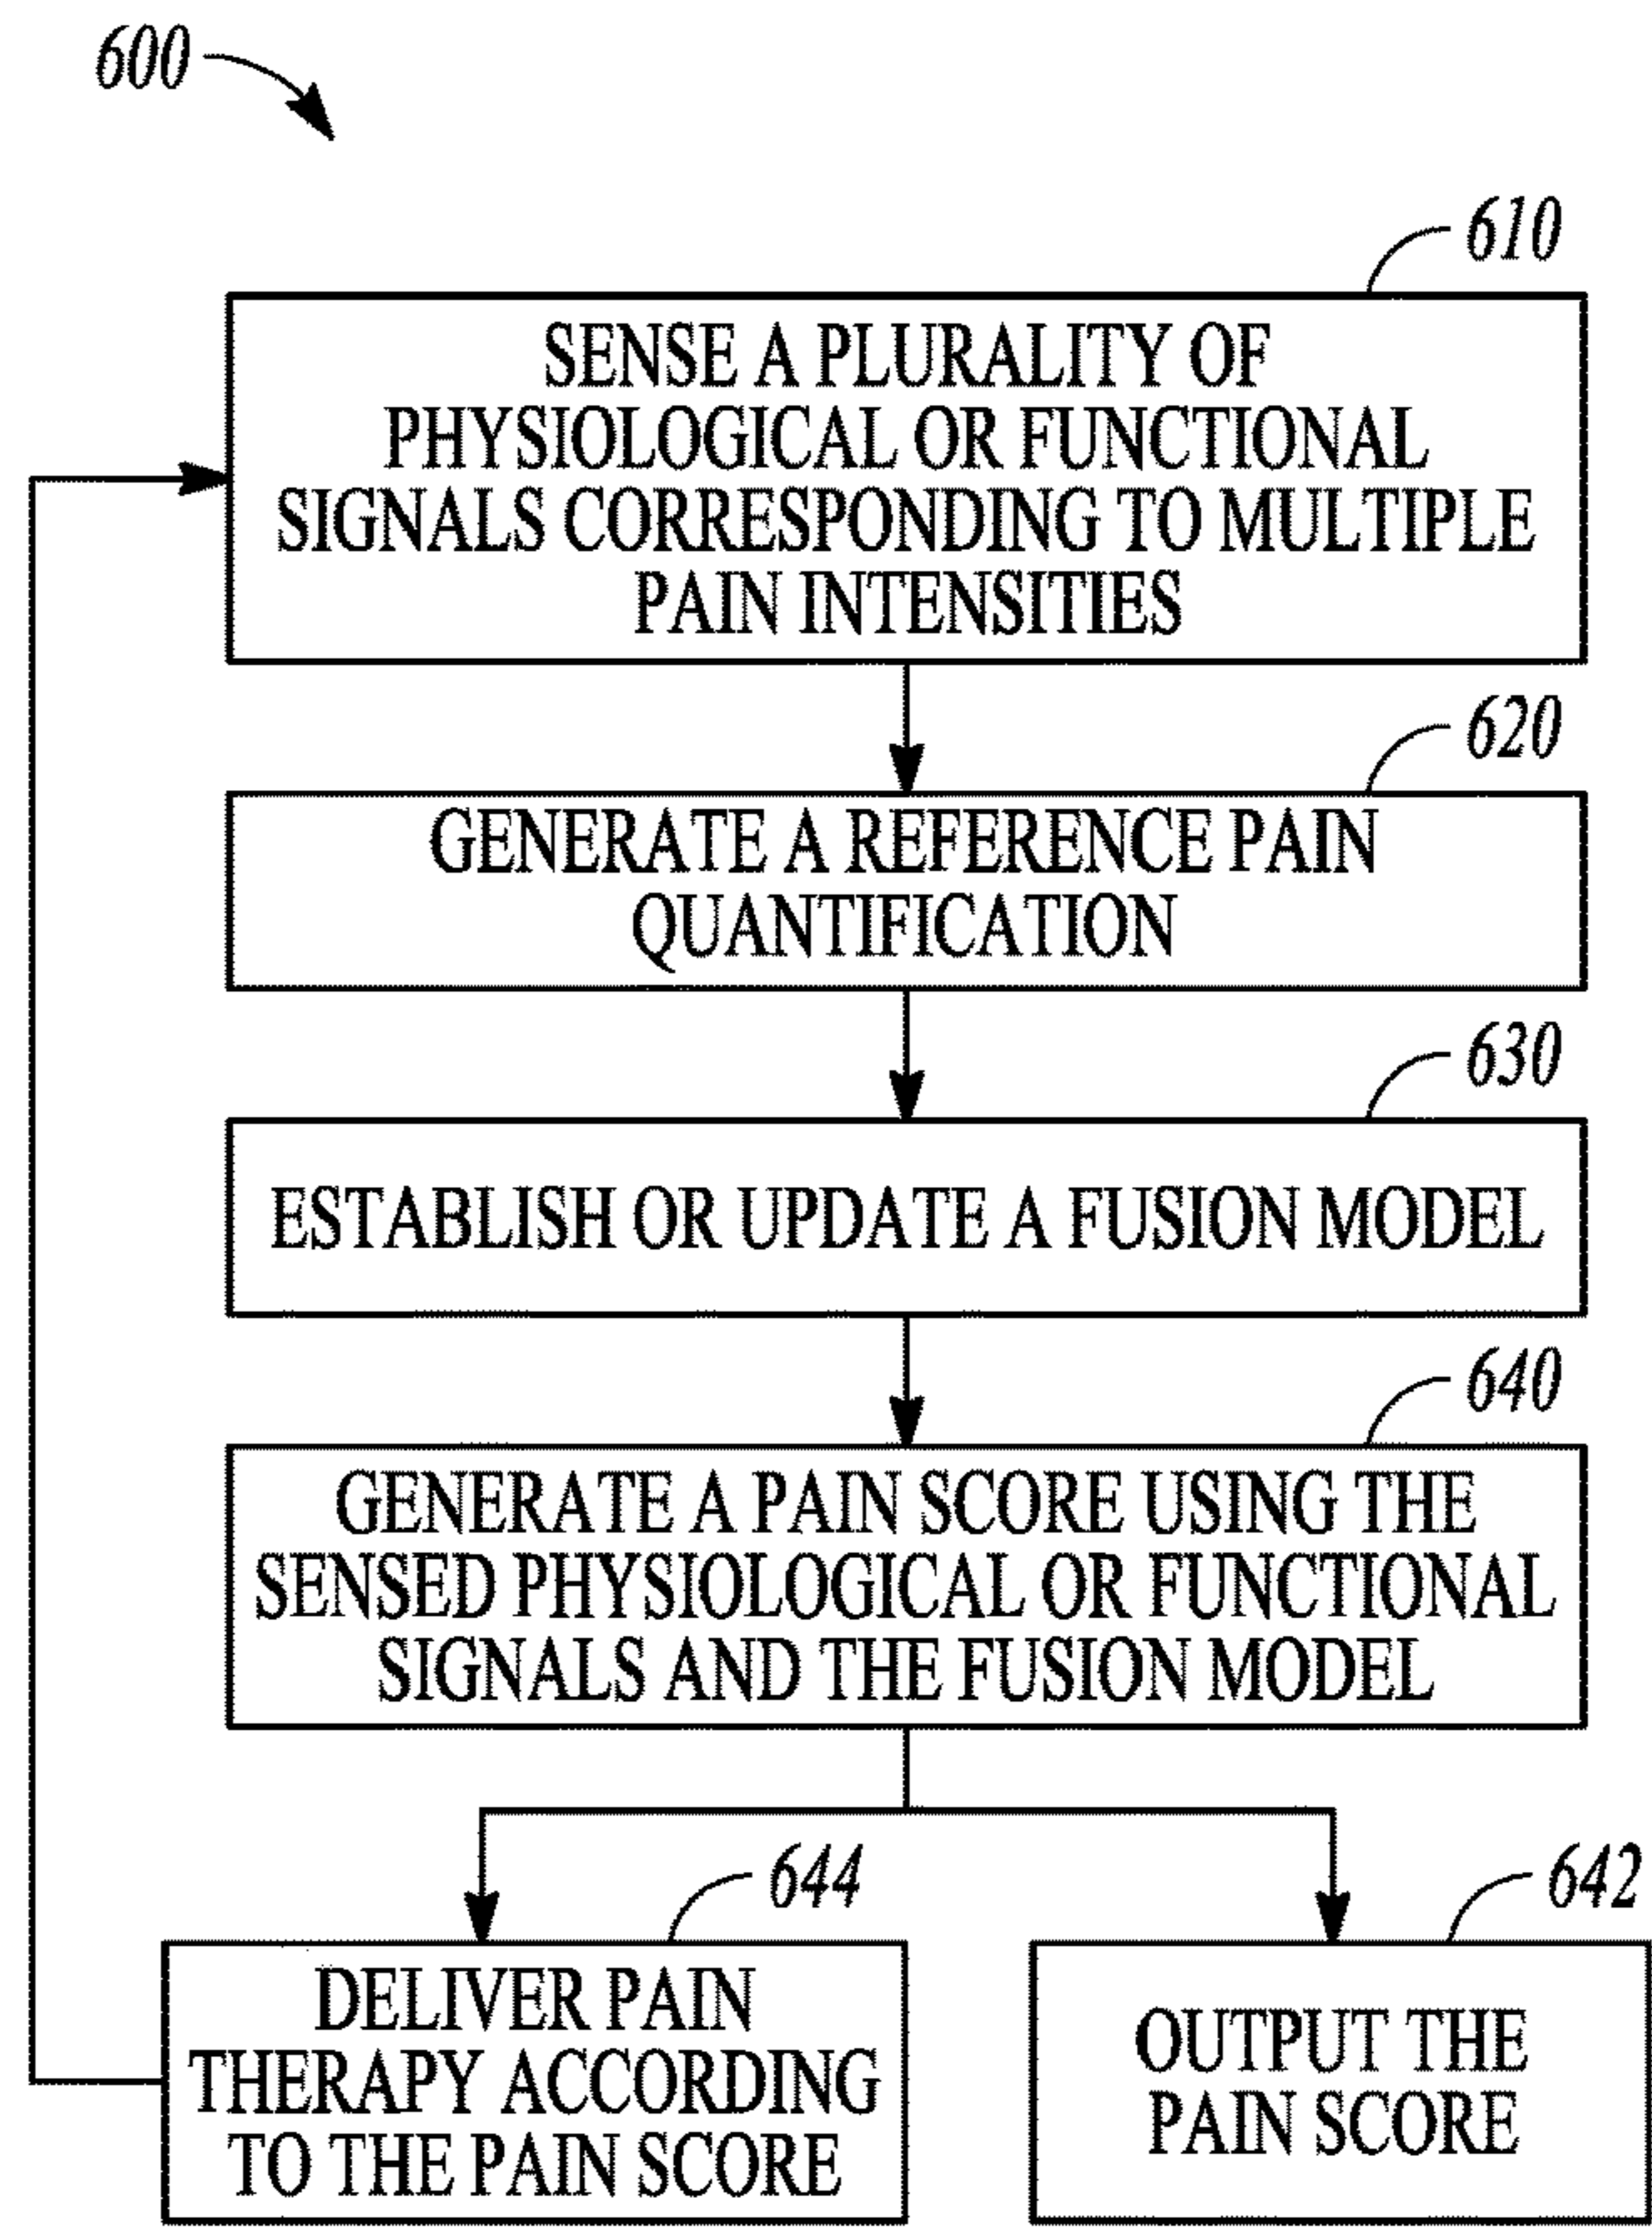 600
610
SENSE A PLURALITY OF
PHYSIOLOGICAL OR FUNCTIONAL
SIGNALS CORRESPONDING TO MULTIPLE
PAIN INTENSITIES
620
GENERATE A REFERENCE PAIN
QUANTIFICATION
630
ESTABLISH OR UPDATE A FUSION MODEL
640
GENERATE A PAIN SCORE USING THE
SENSED PHYSIOLOGICAL OR FUNCTIONAL
SIGNALS AND THE FUSION MODEL
644
DELIVER PAIN
THERAPY ACCORDING
TO THE PAIN SCORE
642
OUTPUT THE
PAIN SCORE